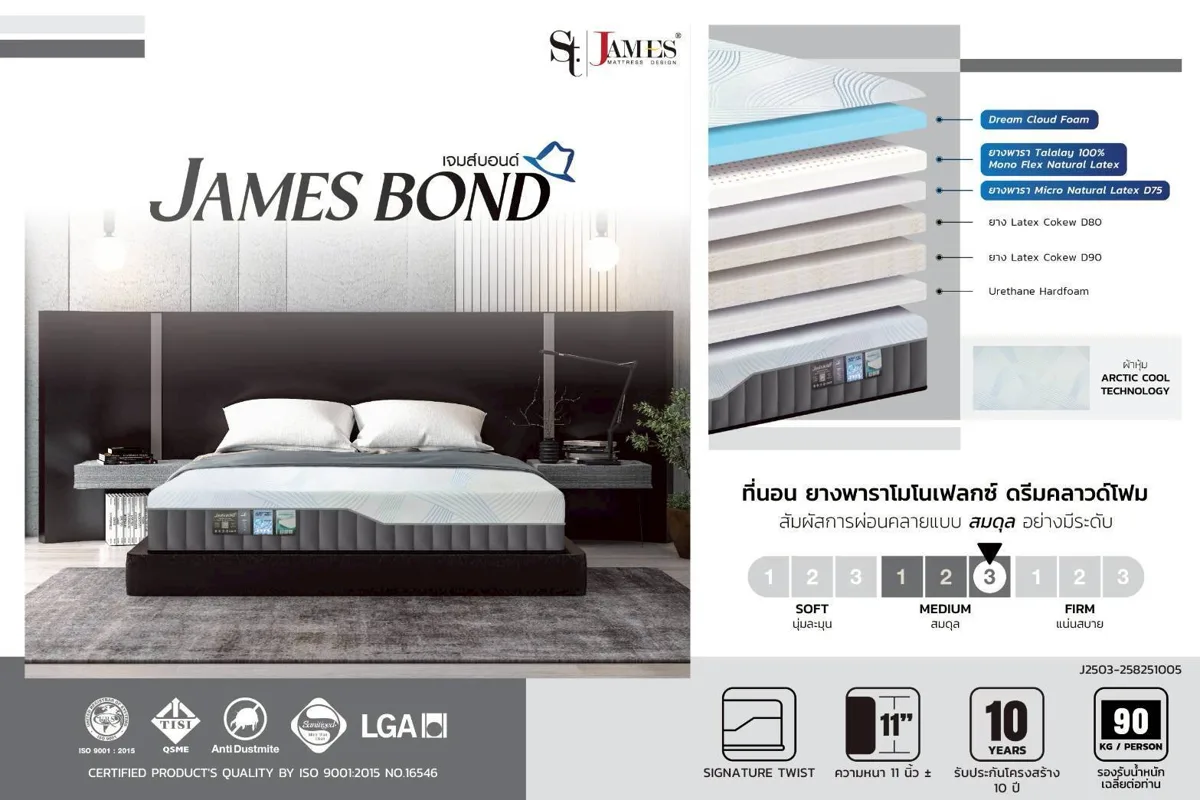 St. JAMES®
MATTRESS DESIGN
เจมส์บอนด์
JAMES BOND
Dream Cloud Foam
ยางพารา Talalay 100%
Mono Flex Natural Latex
ยางพารา Micro Natural Latex D75
ยาง Latex Cokew D80
ยาง Latex Cokew D90
Urethane Hardfoam
ผ้าหุ้ม
ARCTIC COOL
TECHNOLOGY
ที่นอน ยางพาราโมโนเฟลกซ์ ดรีมคลาวด์โฟม
สัมผัสการผ่อนคลายแบบ สมดุล อย่างมีระดับ
1 2 3 1 2 3 1 2 3
SOFT MEDIUM FIRM
นุ่มละมุน สมดุล แน่นสบาย
J2503-258251005
ISO 9001 : 2015
TISI
QSME
Anti Dustmite
Sanitized
LGA
CERTIFIED PRODUCT'S QUALITY BY ISO 9001:2015 NO.16546
SIGNATURE TWIST
11”
ความหนา 11 นิ้ว ±
10
YEARS
รับประกันโครงสร้าง
10 ปี
90
KG / PERSON
รองรับน้ำหนัก
เฉลี่ยต่อท่าน